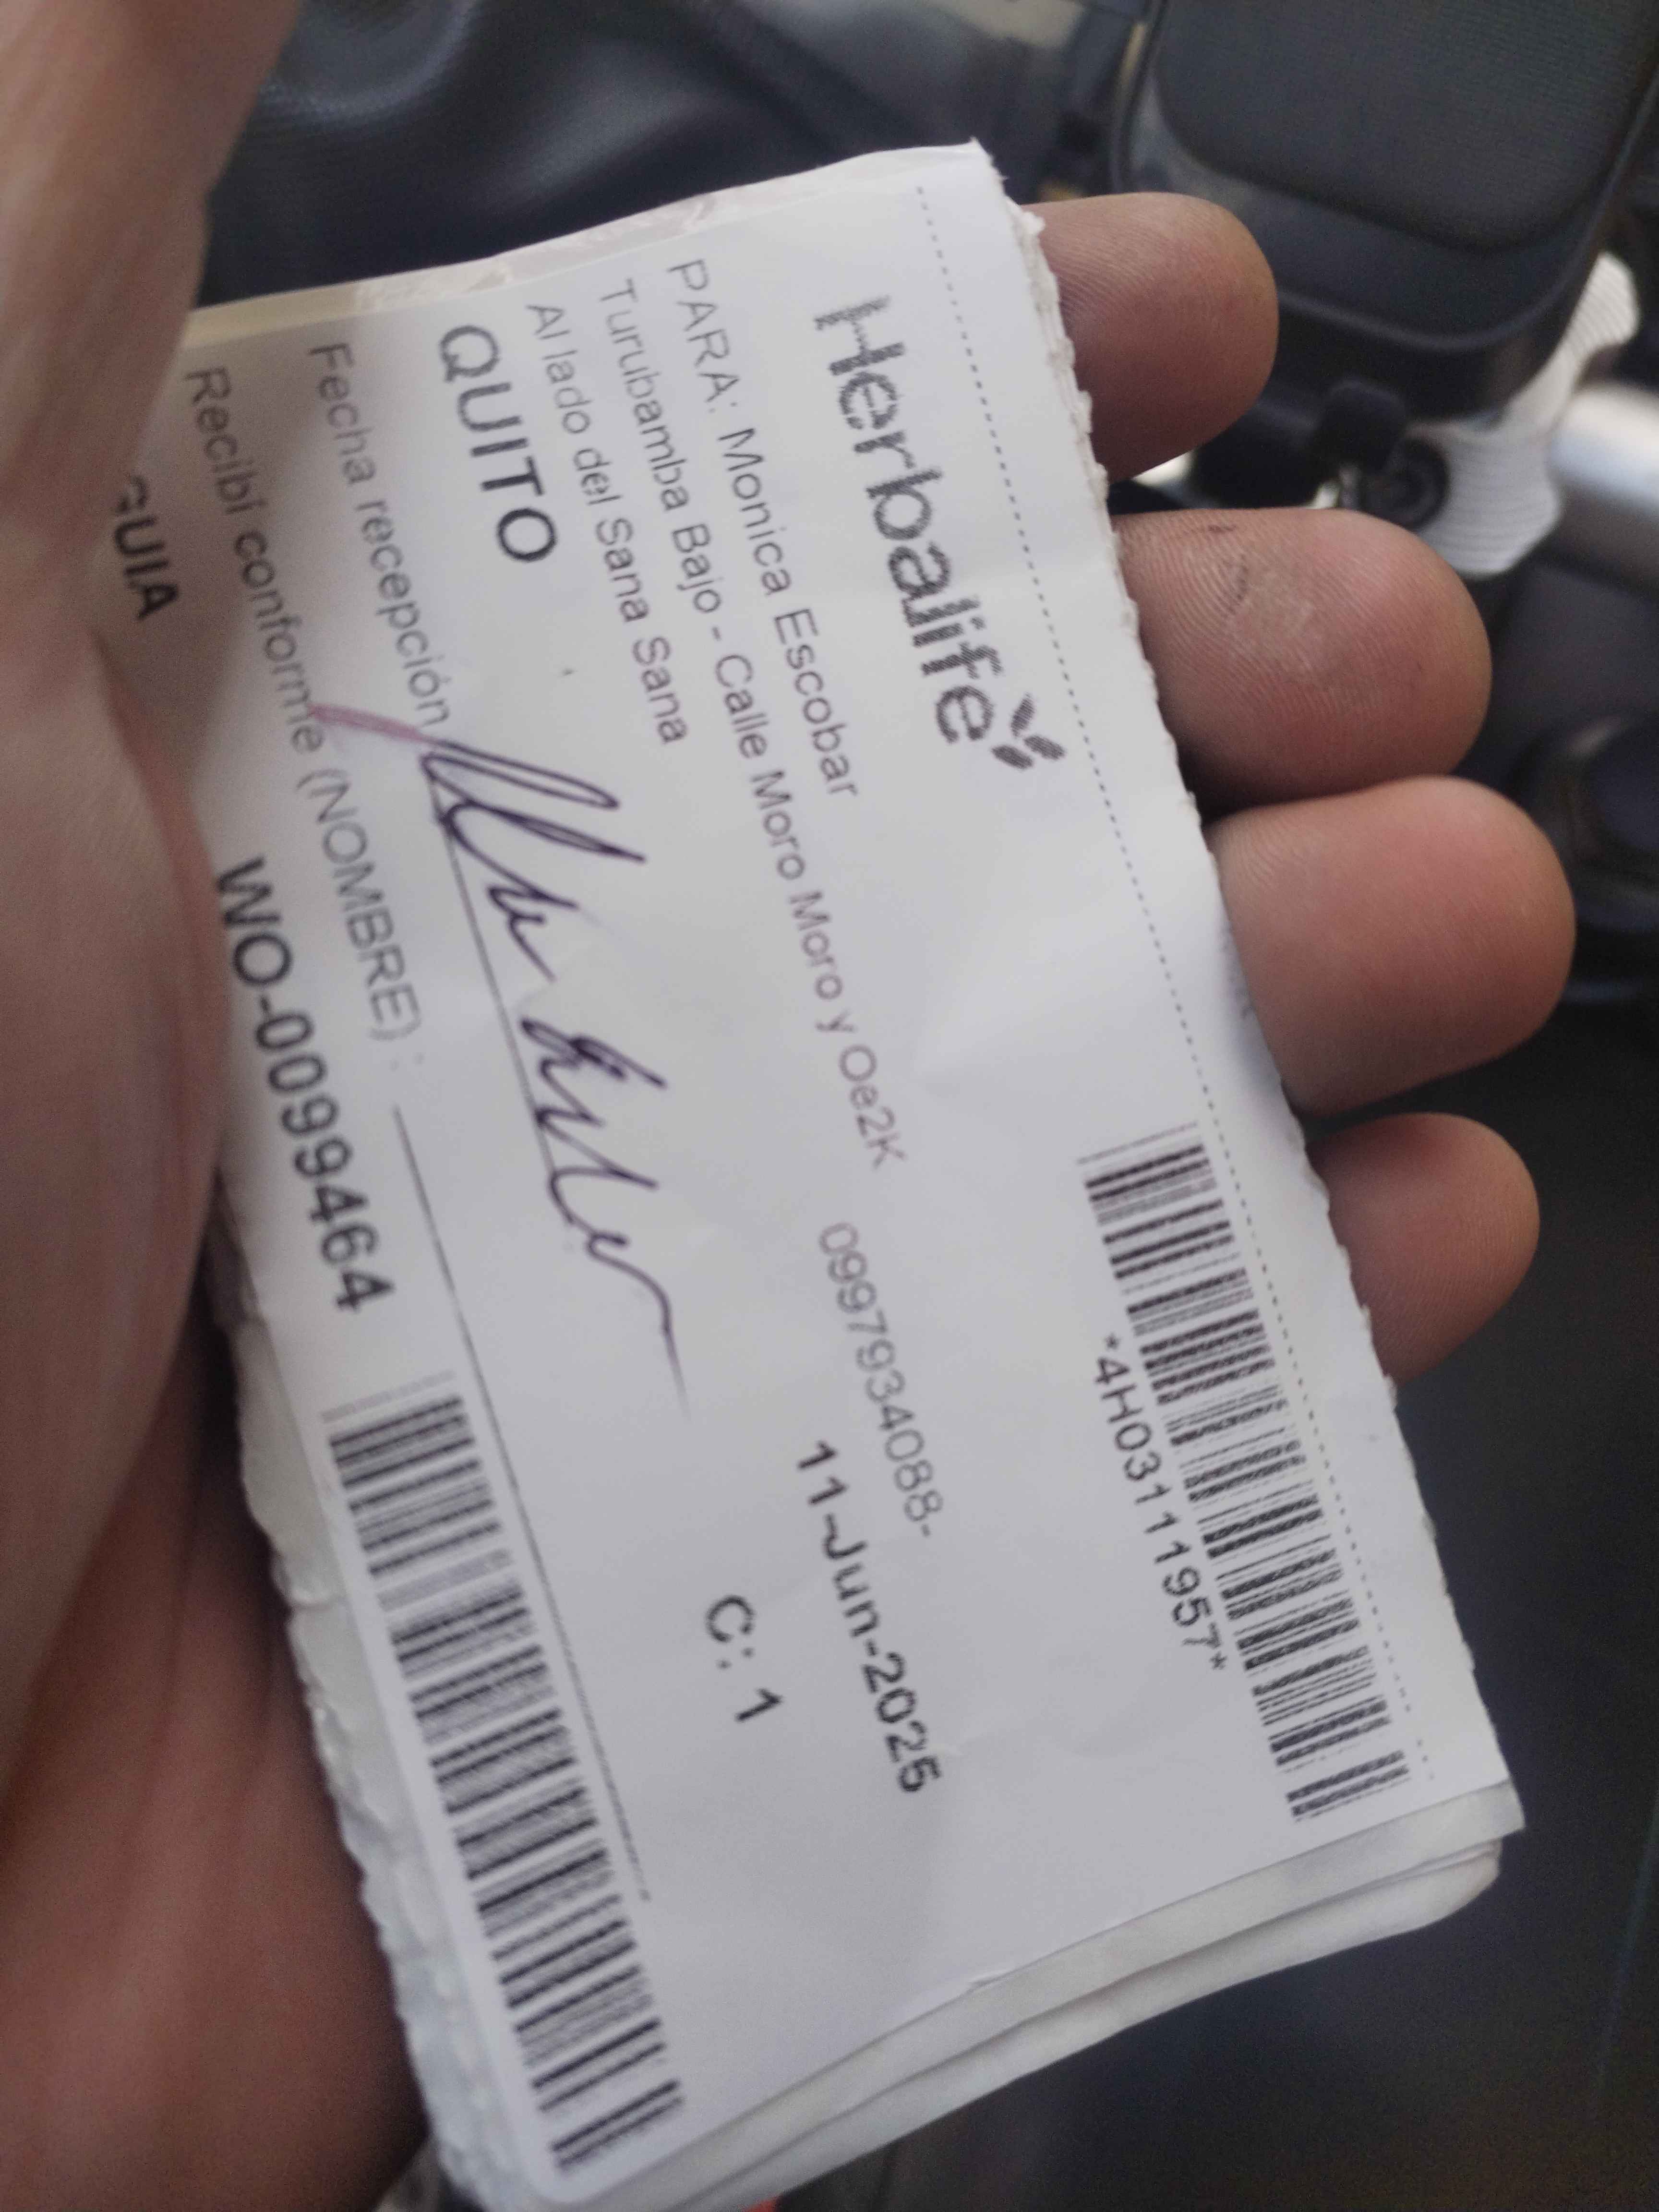 Herbalife
*4H03111957*
PARA: Monica Escobar
Turubamba Bajo - Calle Moro Moro y Oe2K 0997934088-
Al lado del Sana Sana 11-Jun-2025
QUITO C: 1
Fecha recepción
Recibí conforme (NOMBRE) :
GUIA WO-0099464